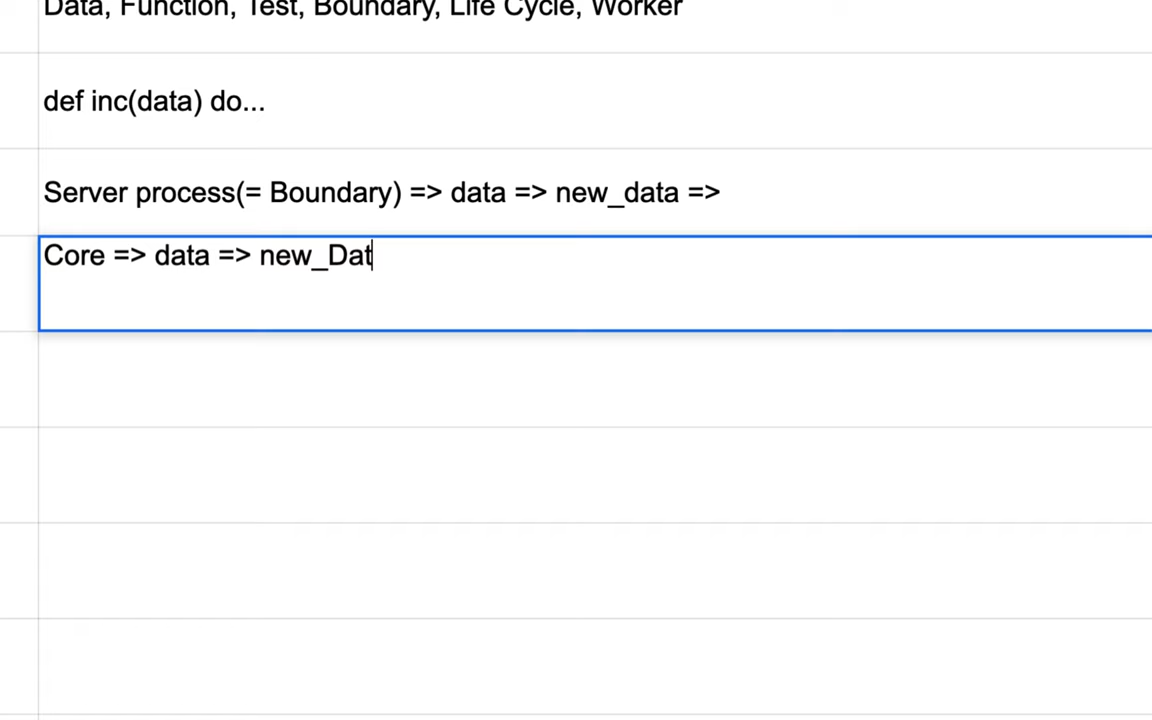 Data, Function, Test, Boundary, Life Cycle, Worker
def inc(data) do...
Server process(= Boundary) => data => new_data =>
Core => data => new_Dat